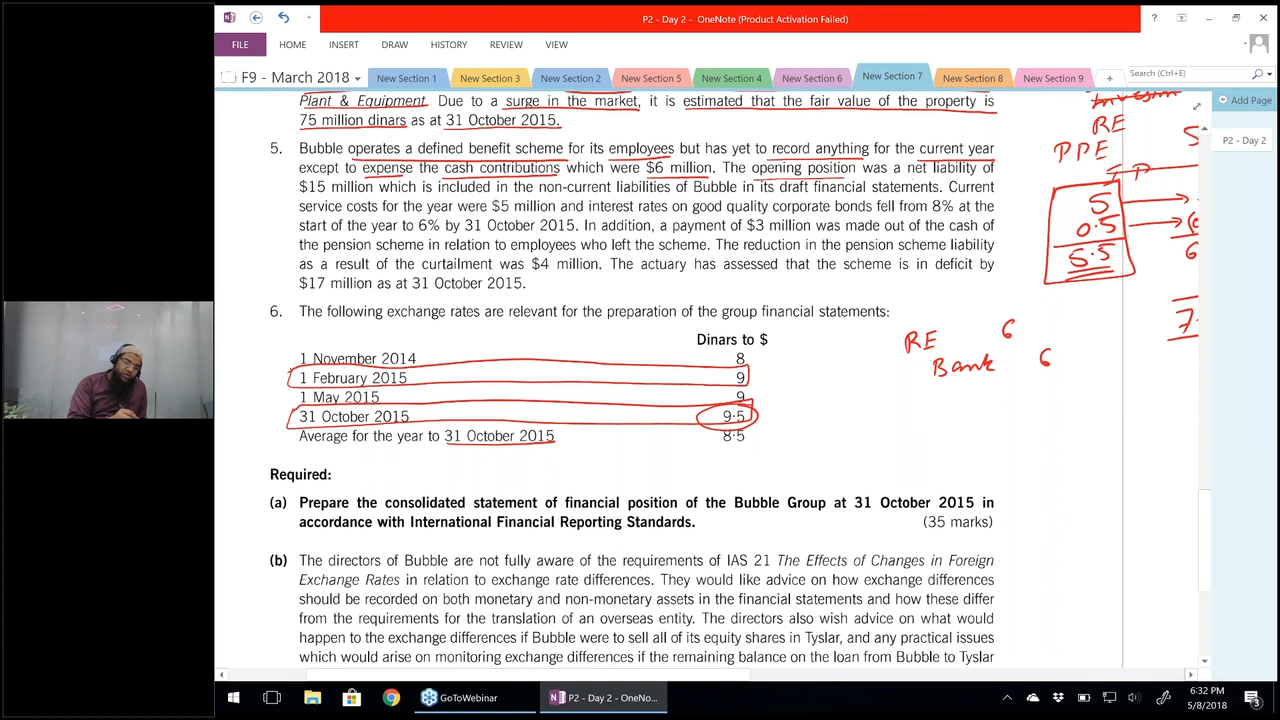 P2 - Day 2 - OneNote (Product Activation Failed)
FILE HOME INSERT DRAW HISTORY REVIEW VIEW
F9 - March 2018 New Section 1 New Section 3 New Section 2 New Section 5 New Section 4 New Section 6 New Section 7 New Section 8 New Section 9 + Search (Ctrl+E)
Add Page
P2 - Day 2
Plant & Equipment. Due to a surge in the market, it is estimated that the fair value of the property is
75 million dinars as at 31 October 2015.
5. Bubble operates a defined benefit scheme for its employees but has yet to record anything for the current year
except to expense the cash contributions which were $6 million. The opening position was a net liability of
$15 million which is included in the non-current liabilities of Bubble in its draft financial statements. Current
service costs for the year were $5 million and interest rates on good quality corporate bonds fell from 8% at the
start of the year to 6% by 31 October 2015. In addition, a payment of $3 million was made out of the cash of
the pension scheme in relation to employees who left the scheme. The reduction in the pension scheme liability
as a result of the curtailment was $4 million. The actuary has assessed that the scheme is in deficit by
$17 million as at 31 October 2015.
6. The following exchange rates are relevant for the preparation of the group financial statements:
Dinars to $
1 November 2014 8
1 February 2015 9
1 May 2015 9
31 October 2015 9·5
Average for the year to 31 October 2015 8·5
RE 6
Bank 6
RE
PPE
5
0.5
5.5
Required:
(a) Prepare the consolidated statement of financial position of the Bubble Group at 31 October 2015 in
accordance with International Financial Reporting Standards. (35 marks)
(b) The directors of Bubble are not fully aware of the requirements of IAS 21 The Effects of Changes in Foreign
Exchange Rates in relation to exchange rate differences. They would like advice on how exchange differences
should be recorded on both monetary and non-monetary assets in the financial statements and how these differ
from the requirements for the translation of an overseas entity. The directors also wish advice on what would
happen to the exchange differences if Bubble were to sell all of its equity shares in Tyslar, and any practical issues
which would arise on monitoring exchange differences if the remaining balance on the loan from Bubble to Tyslar
GoToWebinar P2 - Day 2 - OneNo...
6:32 PM
5/8/2018
3